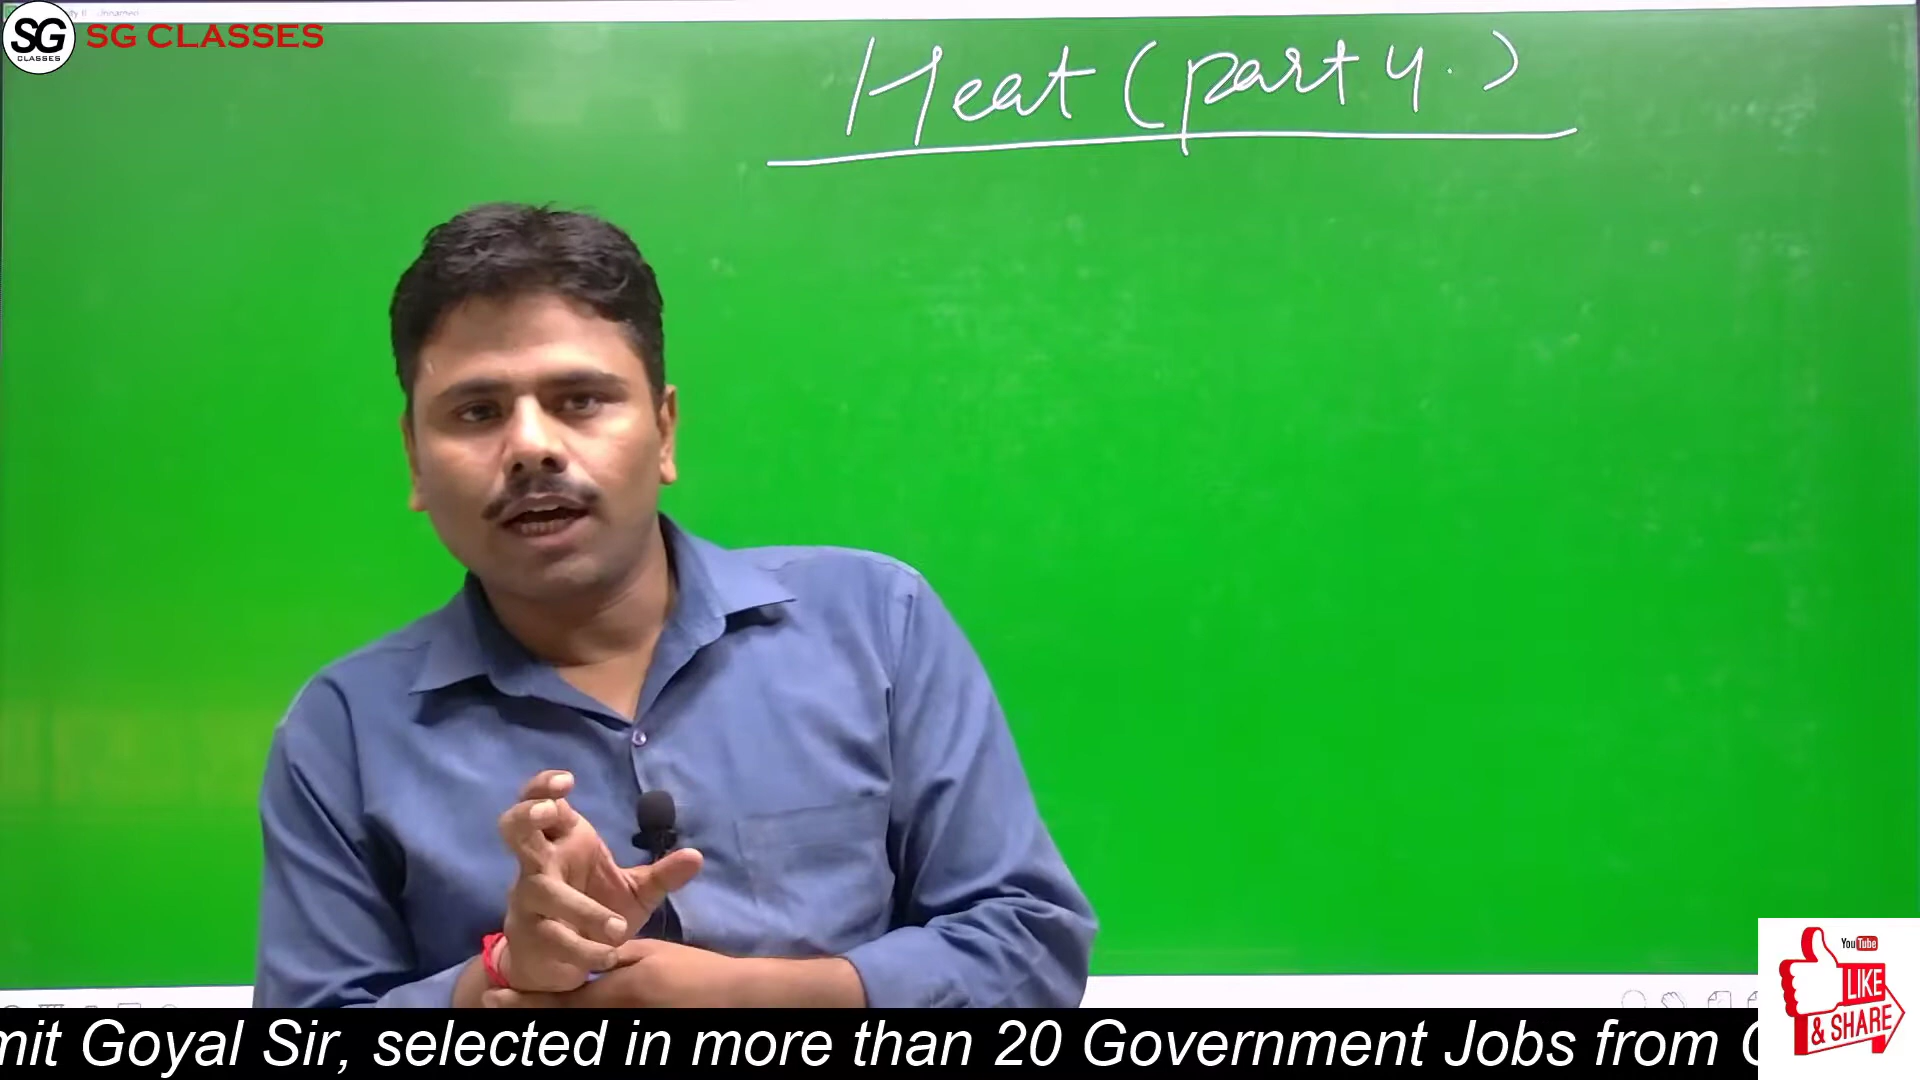 SG CLASSES
SG
CLASSES
Heat (part 4.)
YouTube
LIKE
& SHARE
mit Goyal Sir, selected in more than 20 Government Jobs from